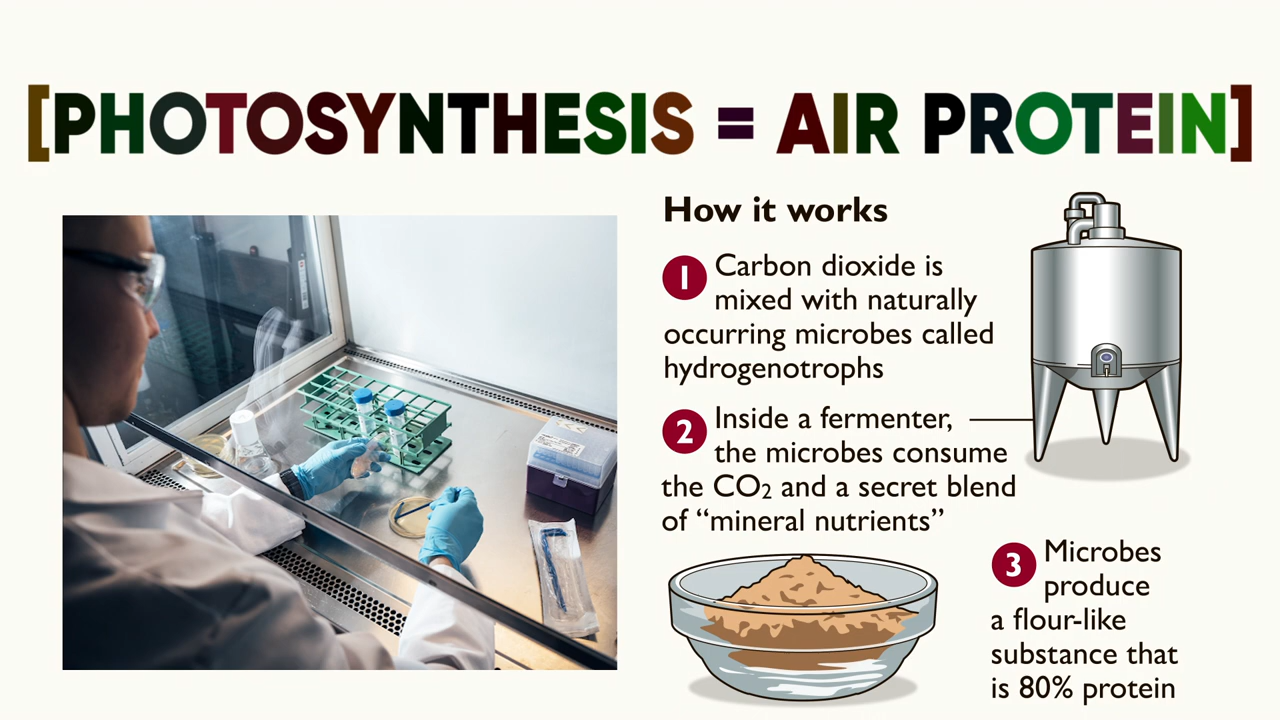 [PHOTOSYNTHESIS = AIR PROTEIN]
How it works
1 Carbon dioxide is
mixed with naturally
occurring microbes called
hydrogenotrophs
2 Inside a fermenter,
the microbes consume
the CO₂ and a secret blend
of “mineral nutrients”
3 Microbes
produce
a flour-like
substance that
is 80% protein